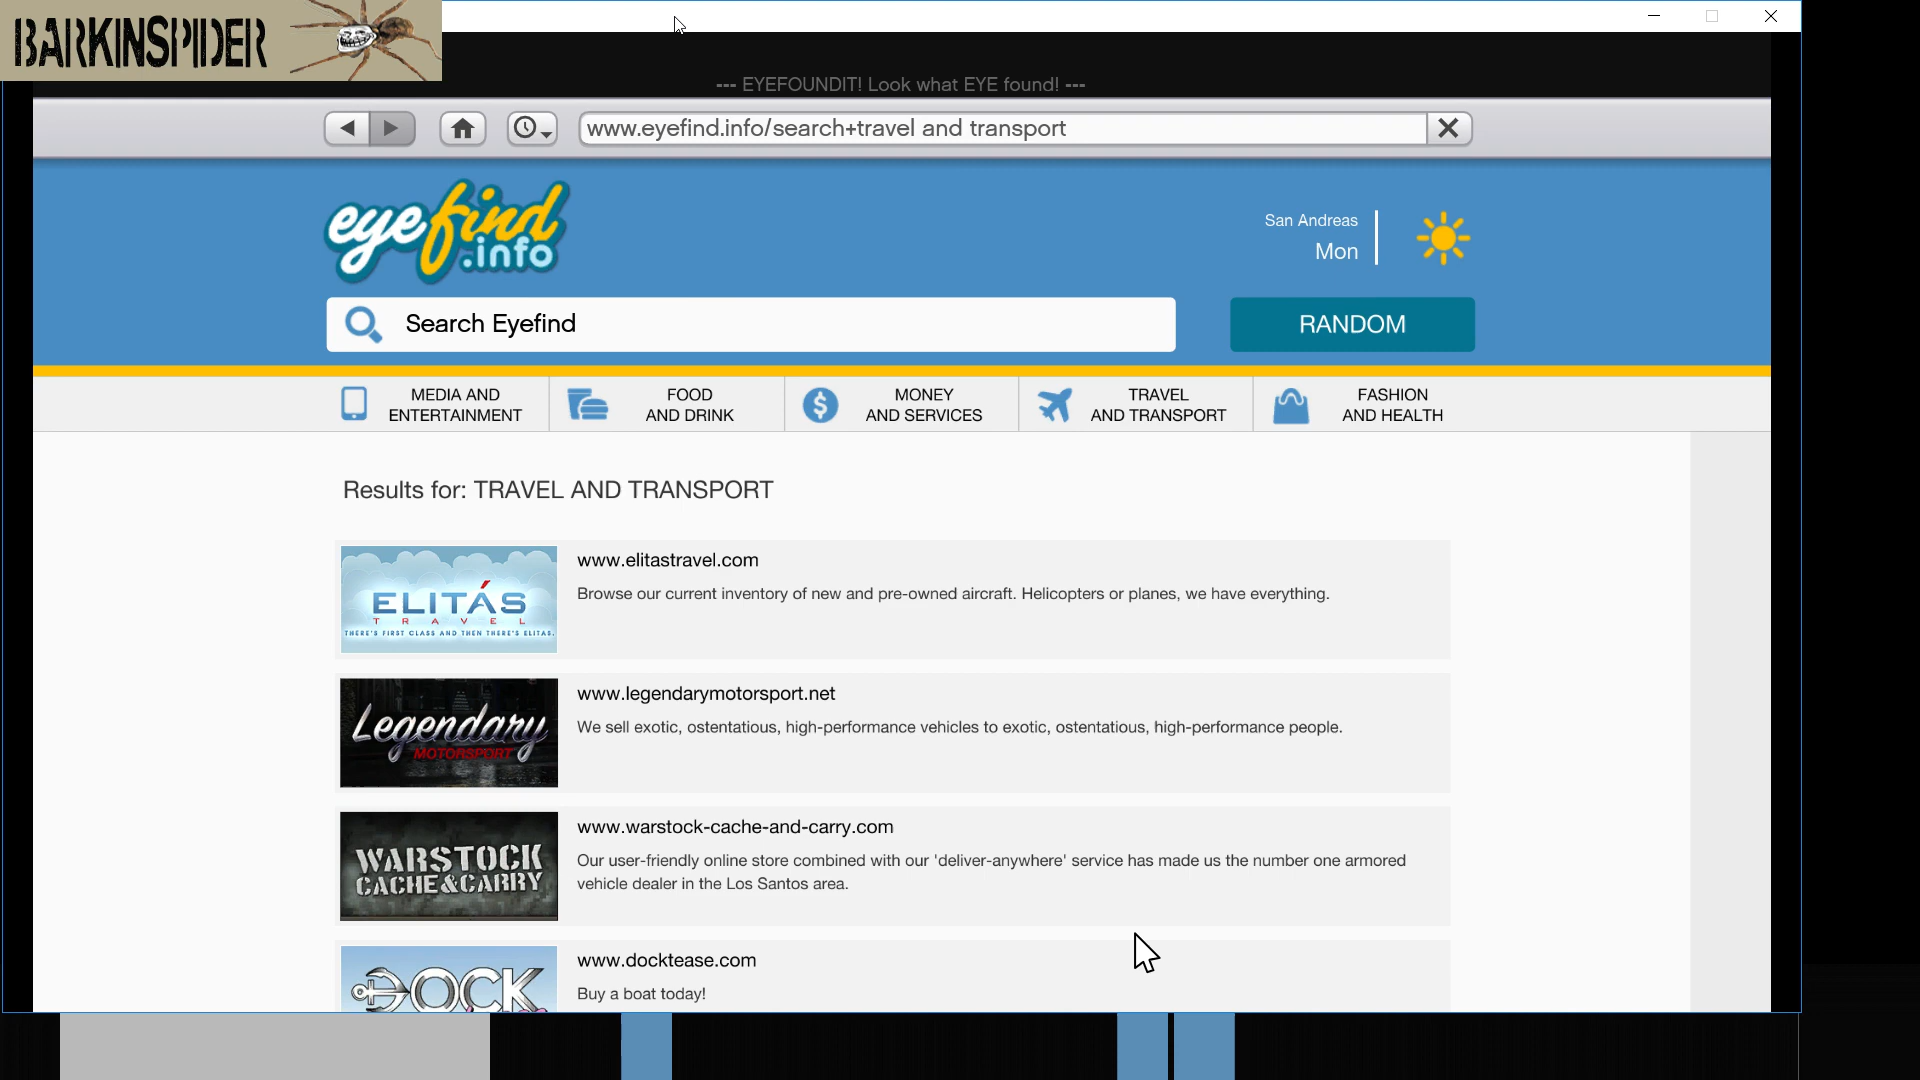 BARKINSPIDER
--- EYEFOUNDIT! Look what EYE found! ---
www.eyefind.info/search+travel and transport
eyefind
.info
San Andreas
Mon
Search Eyefind
RANDOM
MEDIA AND
ENTERTAINMENT
FOOD
AND DRINK
MONEY
AND SERVICES
TRAVEL
AND TRANSPORT
FASHION
AND HEALTH
Results for: TRAVEL AND TRANSPORT
ELITÁS
TRAVEL
THERE'S FIRST CLASS AND THEN THERE'S ELITAS.
www.elitastravel.com
Browse our current inventory of new and pre-owned aircraft. Helicopters or planes, we have everything.
Legendary
MOTORSPORT
www.legendarymotorsport.net
We sell exotic, ostentatious, high-performance vehicles to exotic, ostentatious, high-performance people.
WARSTOCK
CACHE&CARRY
www.warstock-cache-and-carry.com
Our user-friendly online store combined with our 'deliver-anywhere' service has made us the number one armored
vehicle dealer in the Los Santos area.
DOCK
www.docktease.com
Buy a boat today!